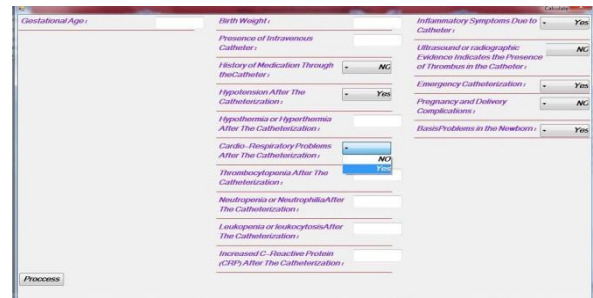 Calculate
Gestational Age :
Birth Weight :
Presence of Intravenous
Catheter :
History of Medication Through
theCatheter :
NO
Hypotension After The
Catheterization :
Yes
Hypothermia or Hyperthermia
After The Catheterization :
Cardio-Respiratory Problems
After The Catheterization :
NO
Yes
Thrombocytopenia After The
Catheterization :
Neutropenia or NeutrophiliaAfter
The Catheterization :
Leukopenia or leukocytosisAfter
The Catheterization :
Increased C-Reactive Protein
(CRP) After The Catheterization :
Inflammatory Symptoms Due to
Catheter :
Yes
Ultrasound or radiographic
Evidence Indicates the Presence
of Thrombus in the Catheter :
NO
Emergency Catheterization :
Yes
Pregnancy and Delivery
Complications :
NO
BasisProblems in the Newborn :
Yes
Proccess